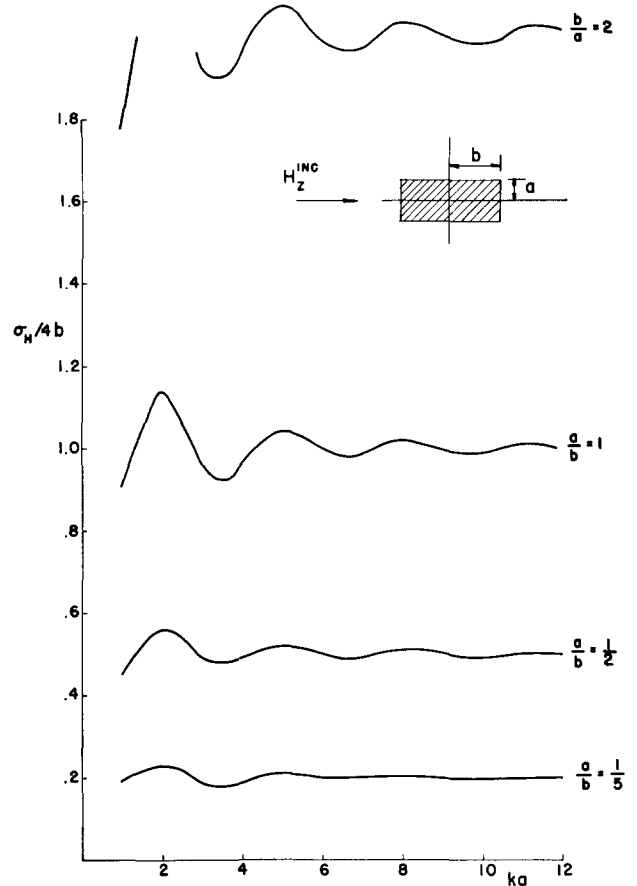 b/a = 2
1.8
b
H_z^INC
a
1.6
1.4
σ_H/4b
1.2
1.0
a/b = 1
.8
.6
a/b = 1/2
.4
.2
a/b = 1/5
2 4 6 8 10 12
ka